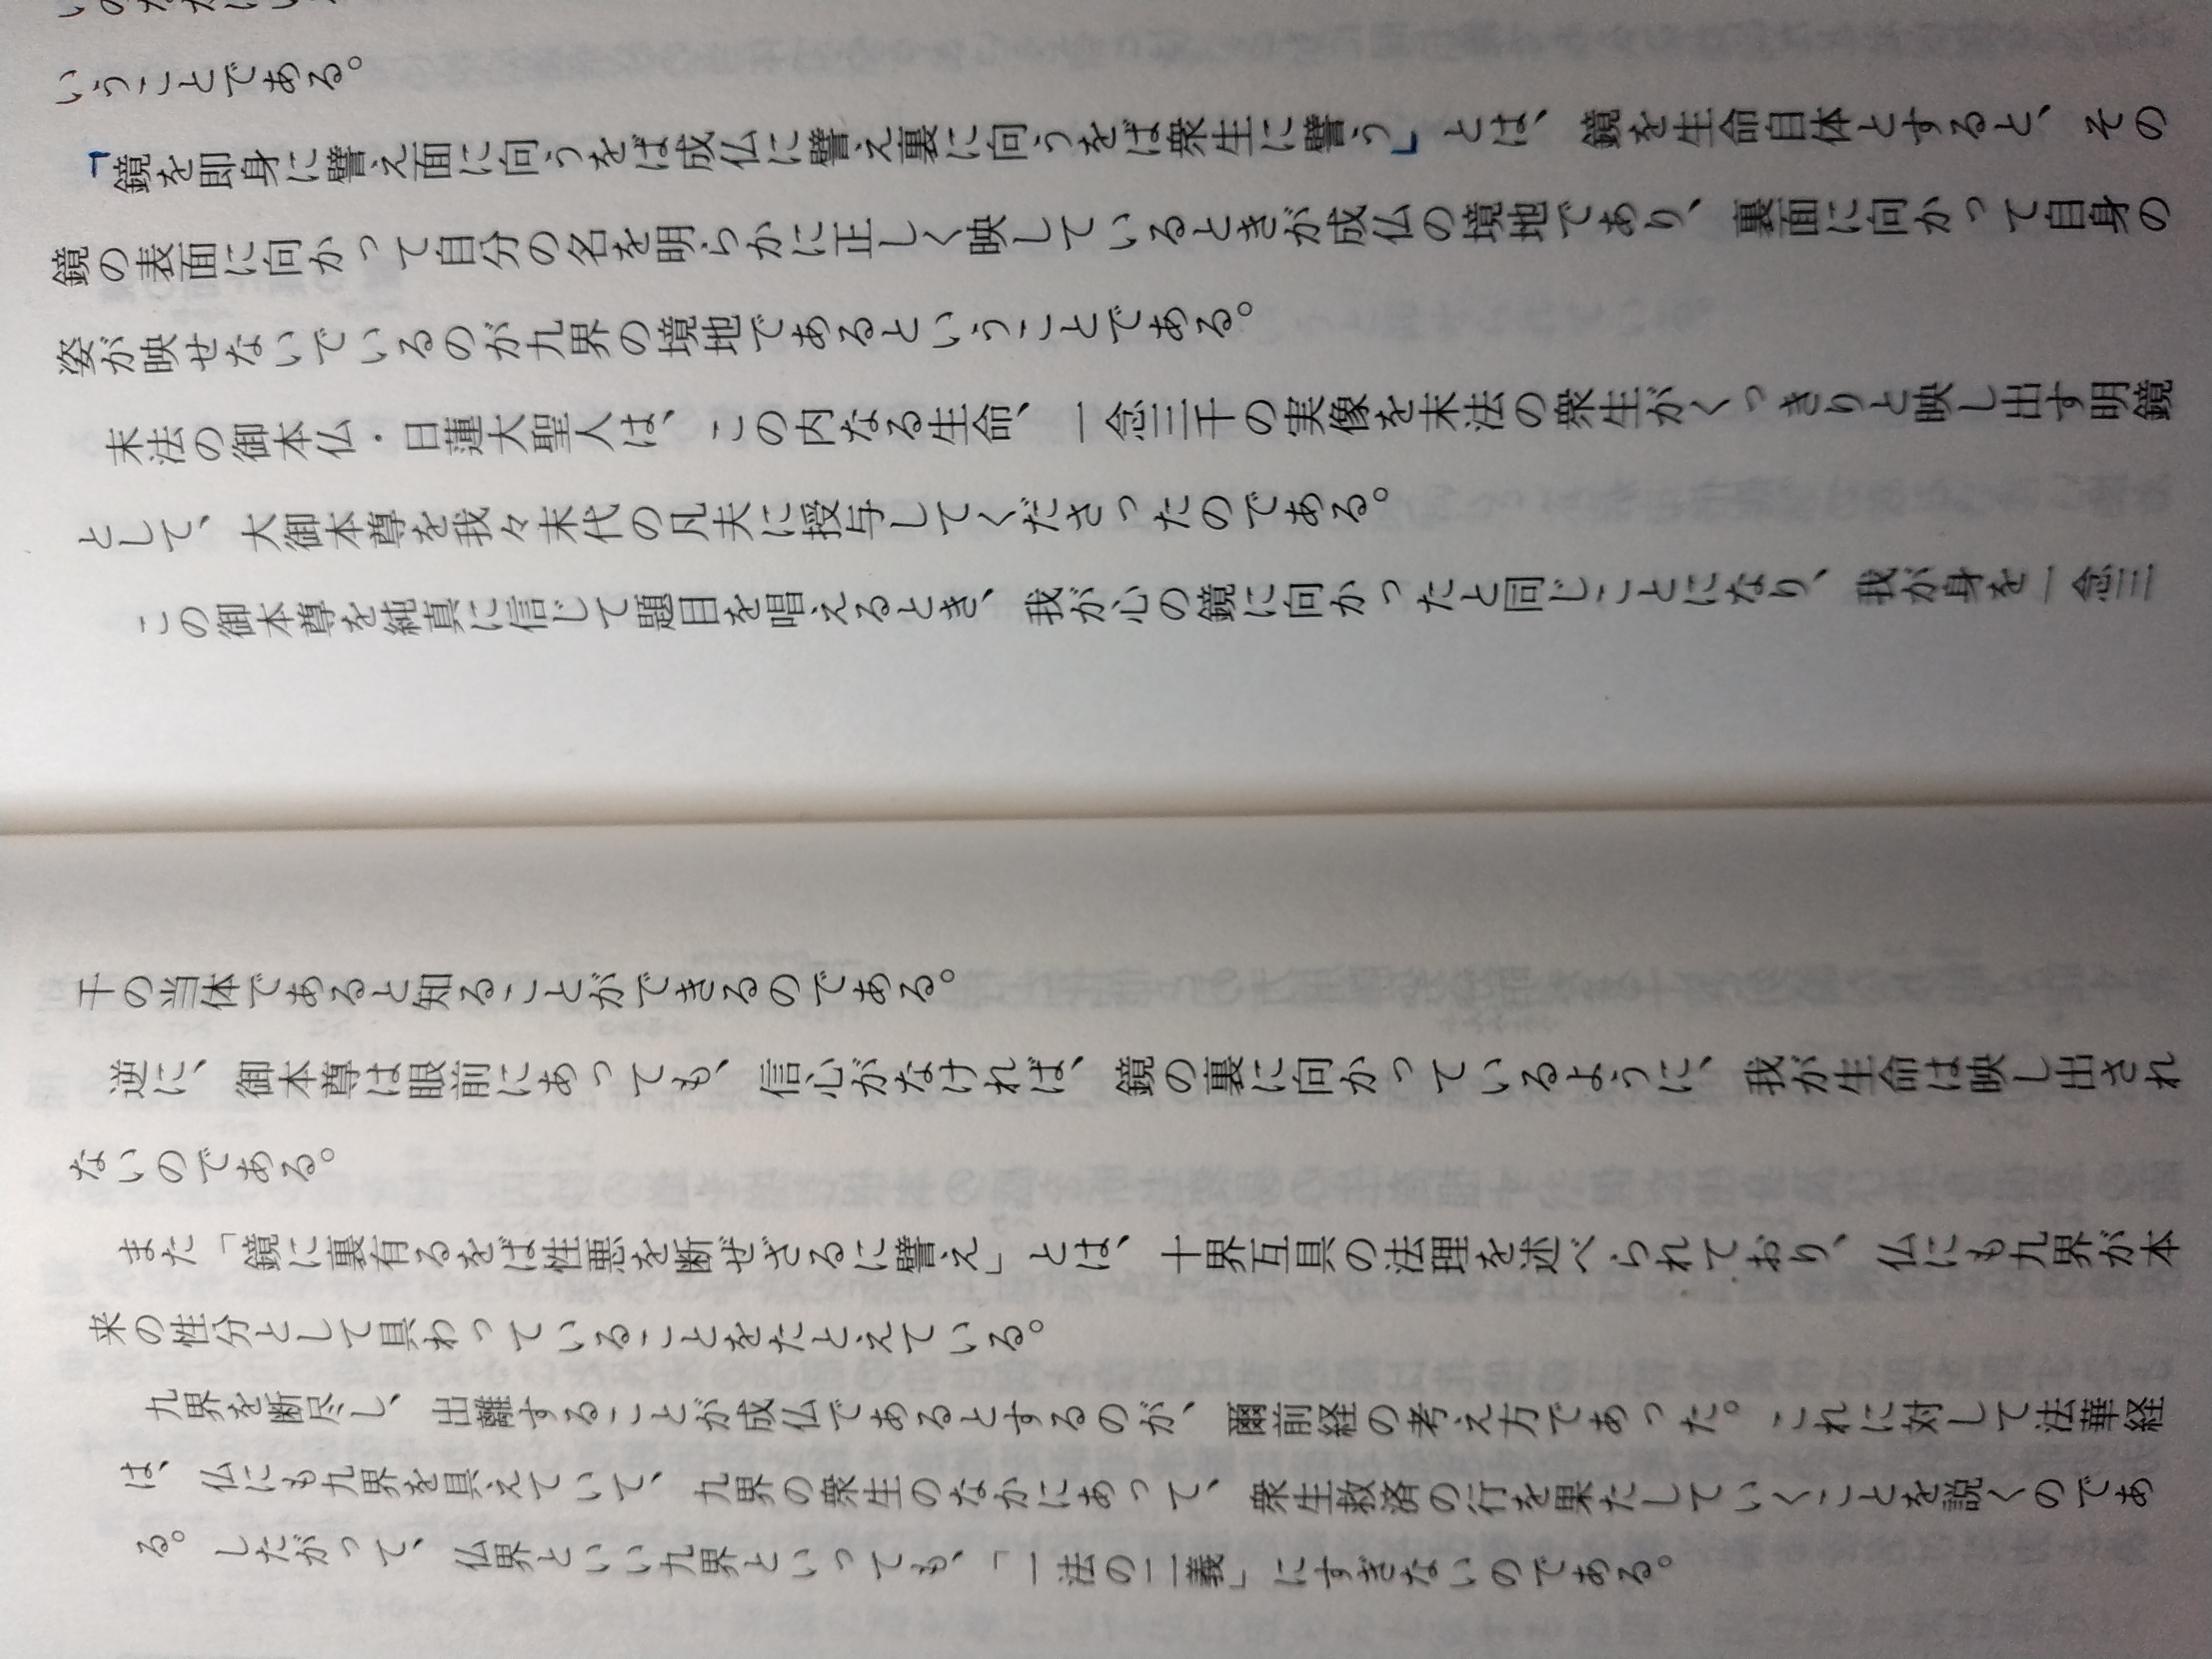 いうことである。
「鏡を即身に譬え面に向うをば成仏に譬え裏に向うをば衆生に譬う」とは、鏡を生命自体とすると、その
鏡の表面に向かって自分の名を明らかに正しく映しているときが成仏の境地であり、裏面に向かって自身の
姿が映せないでいるのが九界の境地であるということである。
末法の御本仏・日蓮大聖人は、この内なる生命、一念三千の実像を末法の衆生がくっきりと映し出す明鏡
として、大御本尊を我々末代の凡夫に授与してくださったのである。
この御本尊を純真に信じて題目を唱えるとき、我が心の鏡に向かったと同じことになり、我が身を一念三
千の当体であると知ることができるのである。
逆に、御本尊は眼前にあっても、信心がなければ、鏡の裏に向かっているように、我が生命は映し出され
ないのである。
また「鏡に裏有るをば性悪を断ぜざるに譬え」とは、十界互具の法理を述べられており、仏にも九界が本
来の性分として具わっていることをたとえている。
九界を断尽し、出離することが成仏であるとするのが、爾前経の考え方であった。これに対して法華経
は、仏にも九界を具えていて、九界の衆生のなかにあって、衆生救済の行を果たしていくことを説くのであ
る。したがって、仏界といい九界といっても、「一法の二義」にすぎないのである。